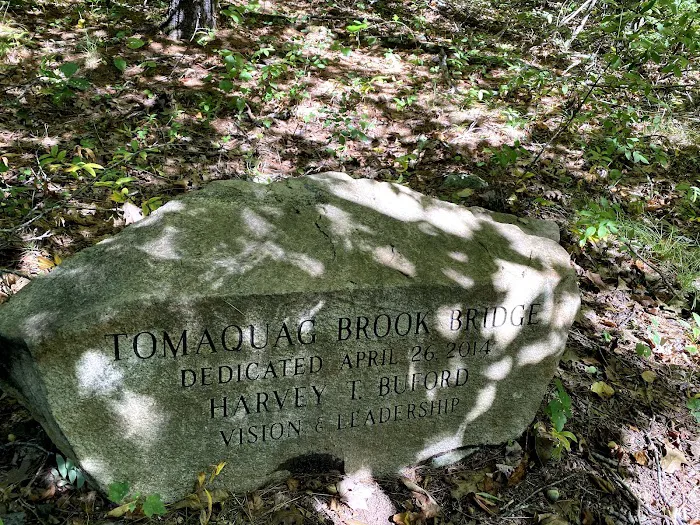 TOMAQUAG BROOK BRIDGE
DEDICATED APRIL 26 2014
HARVEY T. BUFORD
VISION & LEADERSHIP